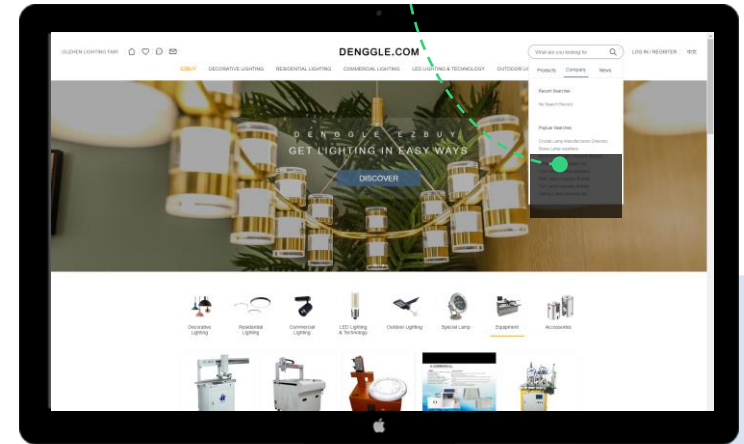 GUZHEN LIGHTING FAIR
DENGGLE.COM
What are you looking for
LOG IN / REGISTER
中文
EZBUY DECORATIVE LIGHTING RESIDENTIAL LIGHTING COMMERCIAL LIGHTING LED LIGHTING & TECHNOLOGY OUTDOOR LI
Products Company News
Recent Searches
No Search Record
Popular Searches
DENGGLE EZBUY
GET LIGHTING IN EASY WAYS
DISCOVER
Decorative Lighting
Residential Lighting
Commercial Lighting
LED Lighting & Technology
Outdoor Lighting
Special Lamp
Equipment
Accessories